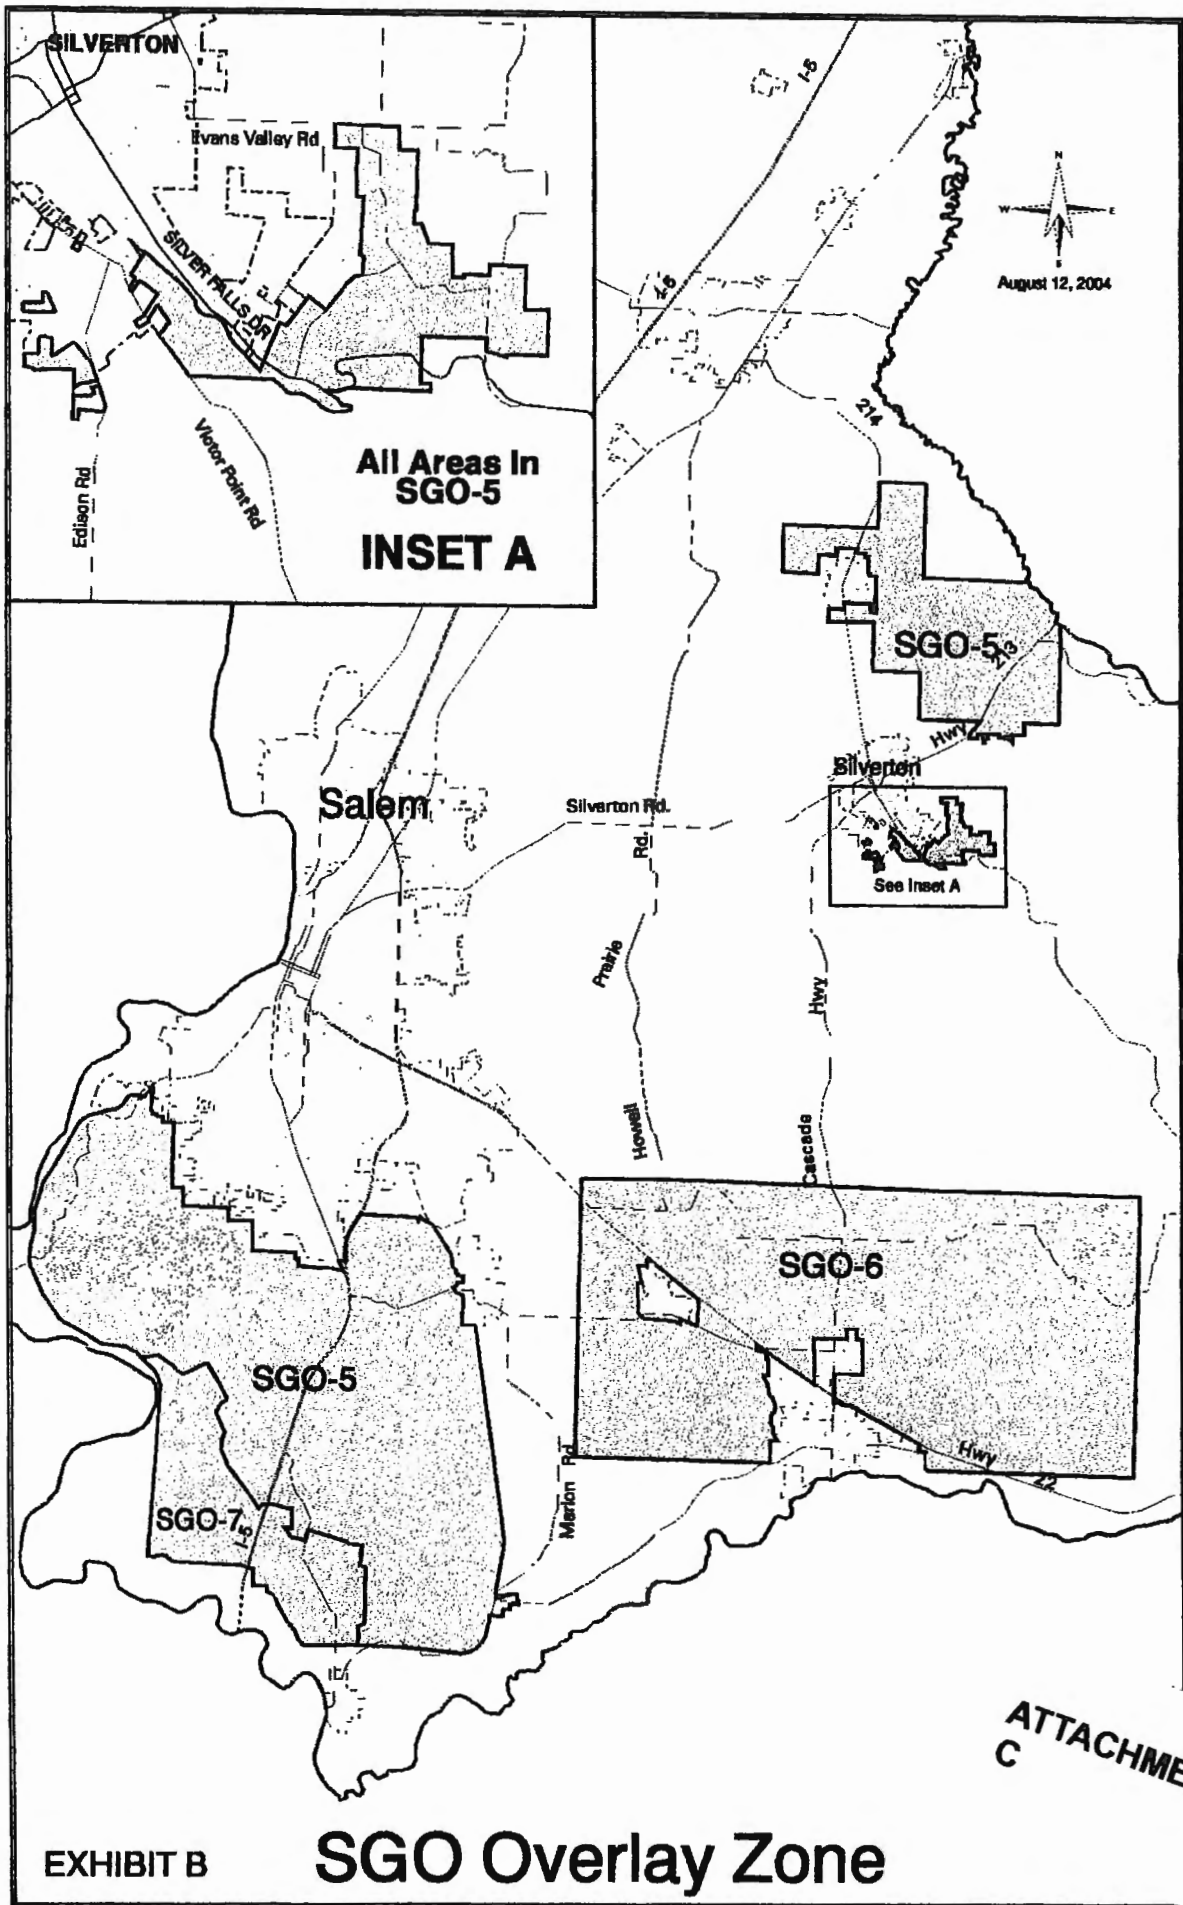 SILVERTON
Evans Valley Rd
SILVER FALLS DR
Victor Point Rd
Edison Rd
All Areas In
SGO-5
INSET A
I-5
I-5
N
W
E
S
August 12, 2004
214
SGO-5
213
Hwy
Silverton
See Inset A
Salem
Silverton Rd.
Rd.
Prairie
Howell
Hwy
Cascade
SGO-6
SGO-5
SGO-7
I-5
Marion Rd
Hwy
22
ATTACHME
C
EXHIBIT B
SGO Overlay Zone